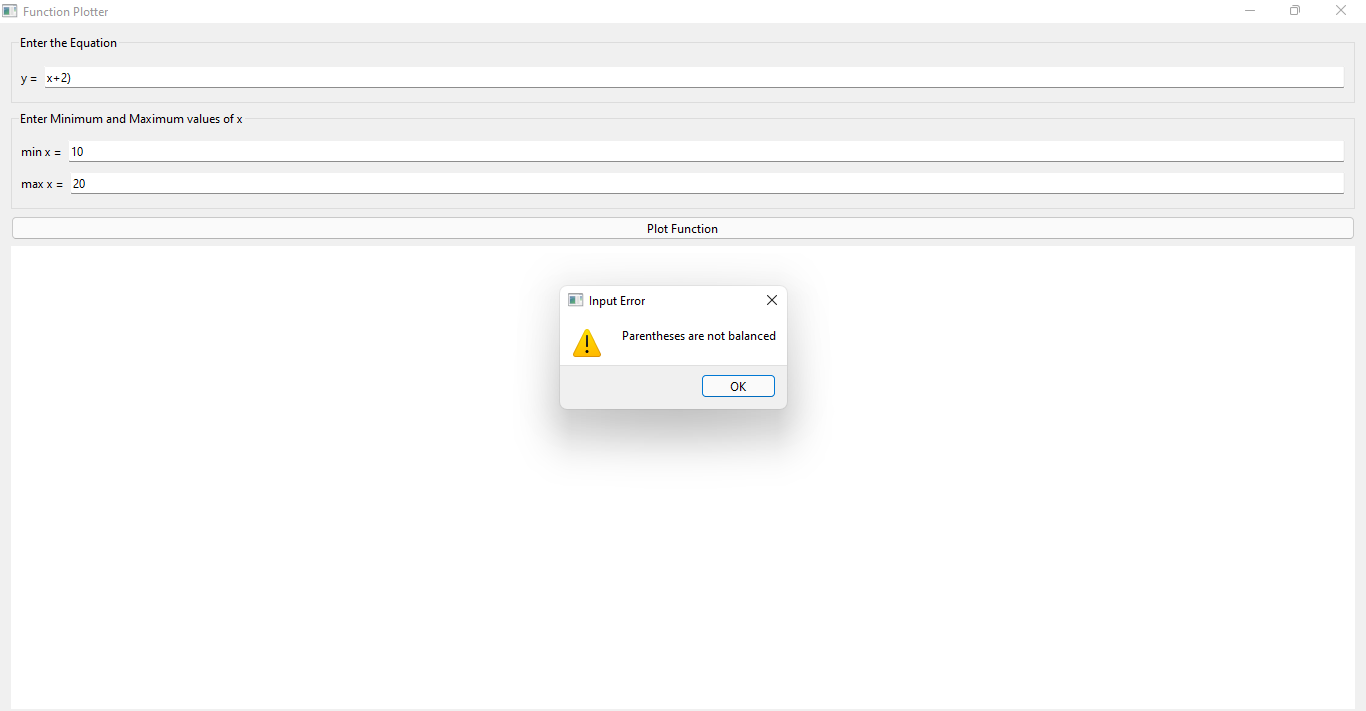 Function Plotter
Enter the Equation
y = x+2)
Enter Minimum and Maximum values of x
min x = 10
max x = 20
Plot Function
Input Error
Parentheses are not balanced
OK